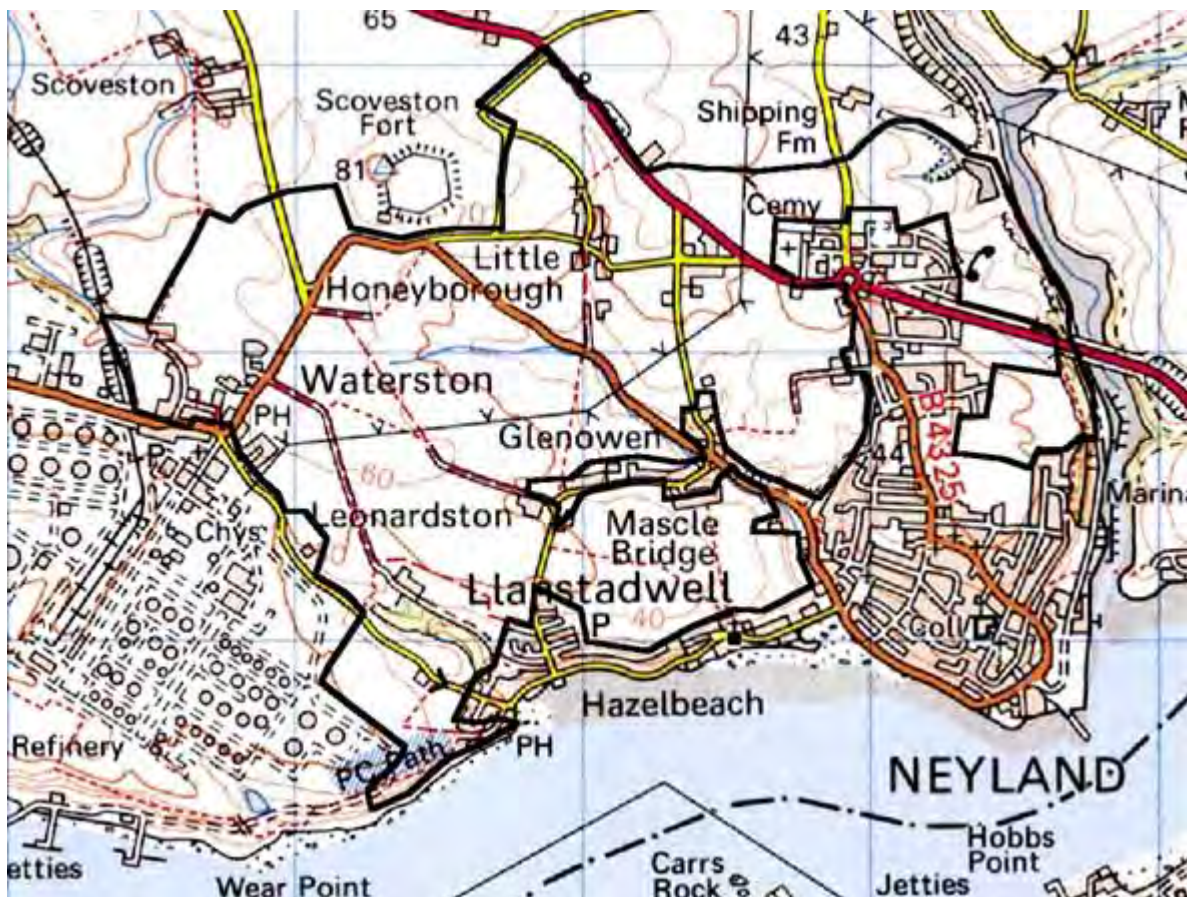 65
43
Scoveston
Scoveston
Fort
Shipping
Fm
81
Cemy
Little
Honeyborough
Waterston
PH
Glenowen
B 4325
60
44
P
Leonardston
Mascle
Bridge
Marina
Chys
Llanstadwell
P
40
Coll
Hazelbeach
Refinery
PC Path
PH
NEYLAND
Hobbs
Point
etties
Wear Point
Carrs
Rock
Jetties